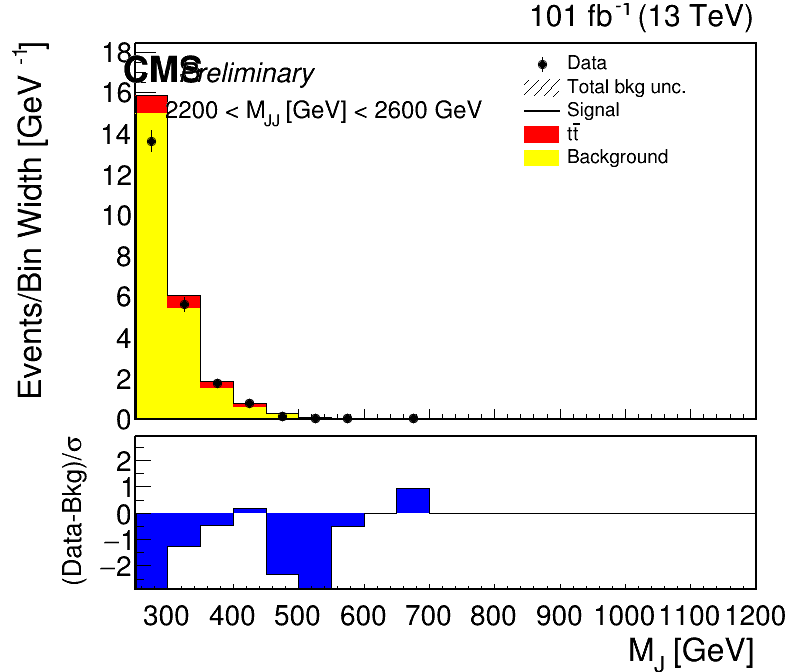 101 fb⁻¹ (13 TeV)
CMS Preliminary
2200 < M_JJ [GeV] < 2600 GeV
Data
Total bkg unc.
Signal
tt̄
Background
Events/Bin Width [GeV⁻¹]
18
16
14
12
10
8
6
4
2
0
(Data-Bkg)/σ
2
1
0
−1
−2
300 400 500 600 700 800 900 1000 1100 1200
M_J [GeV]